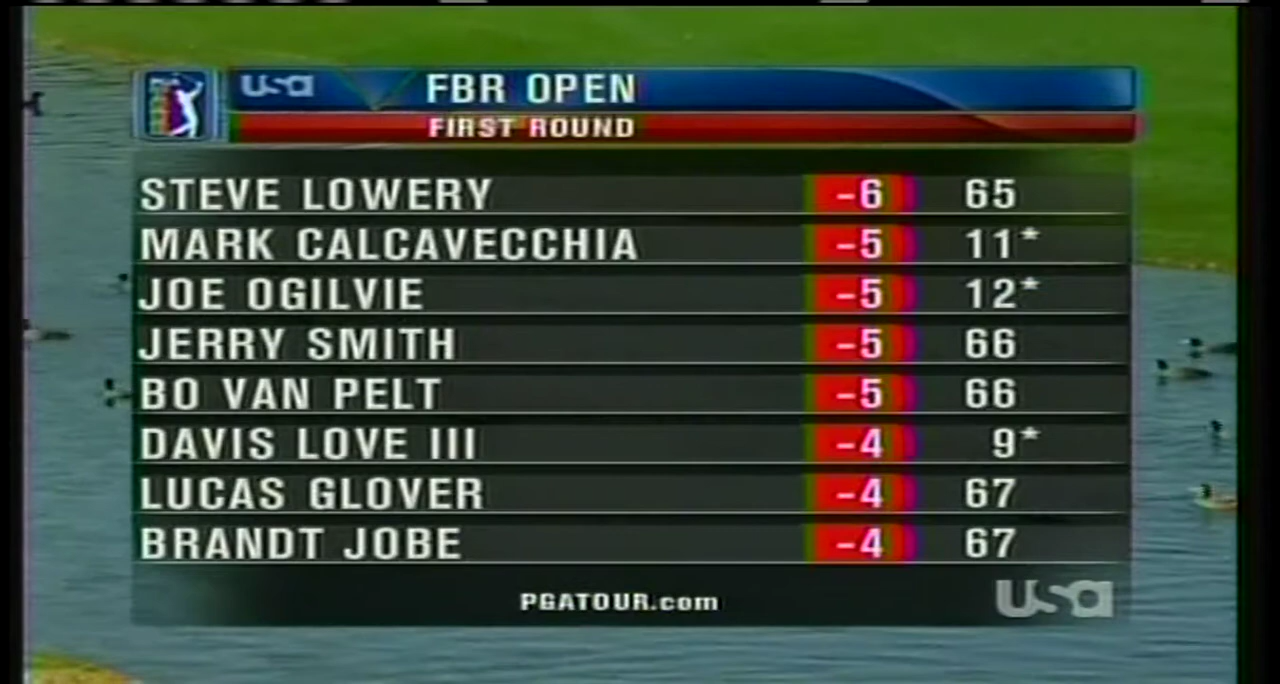 usa FBR OPEN
FIRST ROUND
STEVE LOWERY -6 65
MARK CALCAVECCHIA -5 11*
JOE OGILVIE -5 12*
JERRY SMITH -5 66
BO VAN PELT -5 66
DAVIS LOVE III -4 9*
LUCAS GLOVER -4 67
BRANDT JOBE -4 67
PGATOUR.com usa